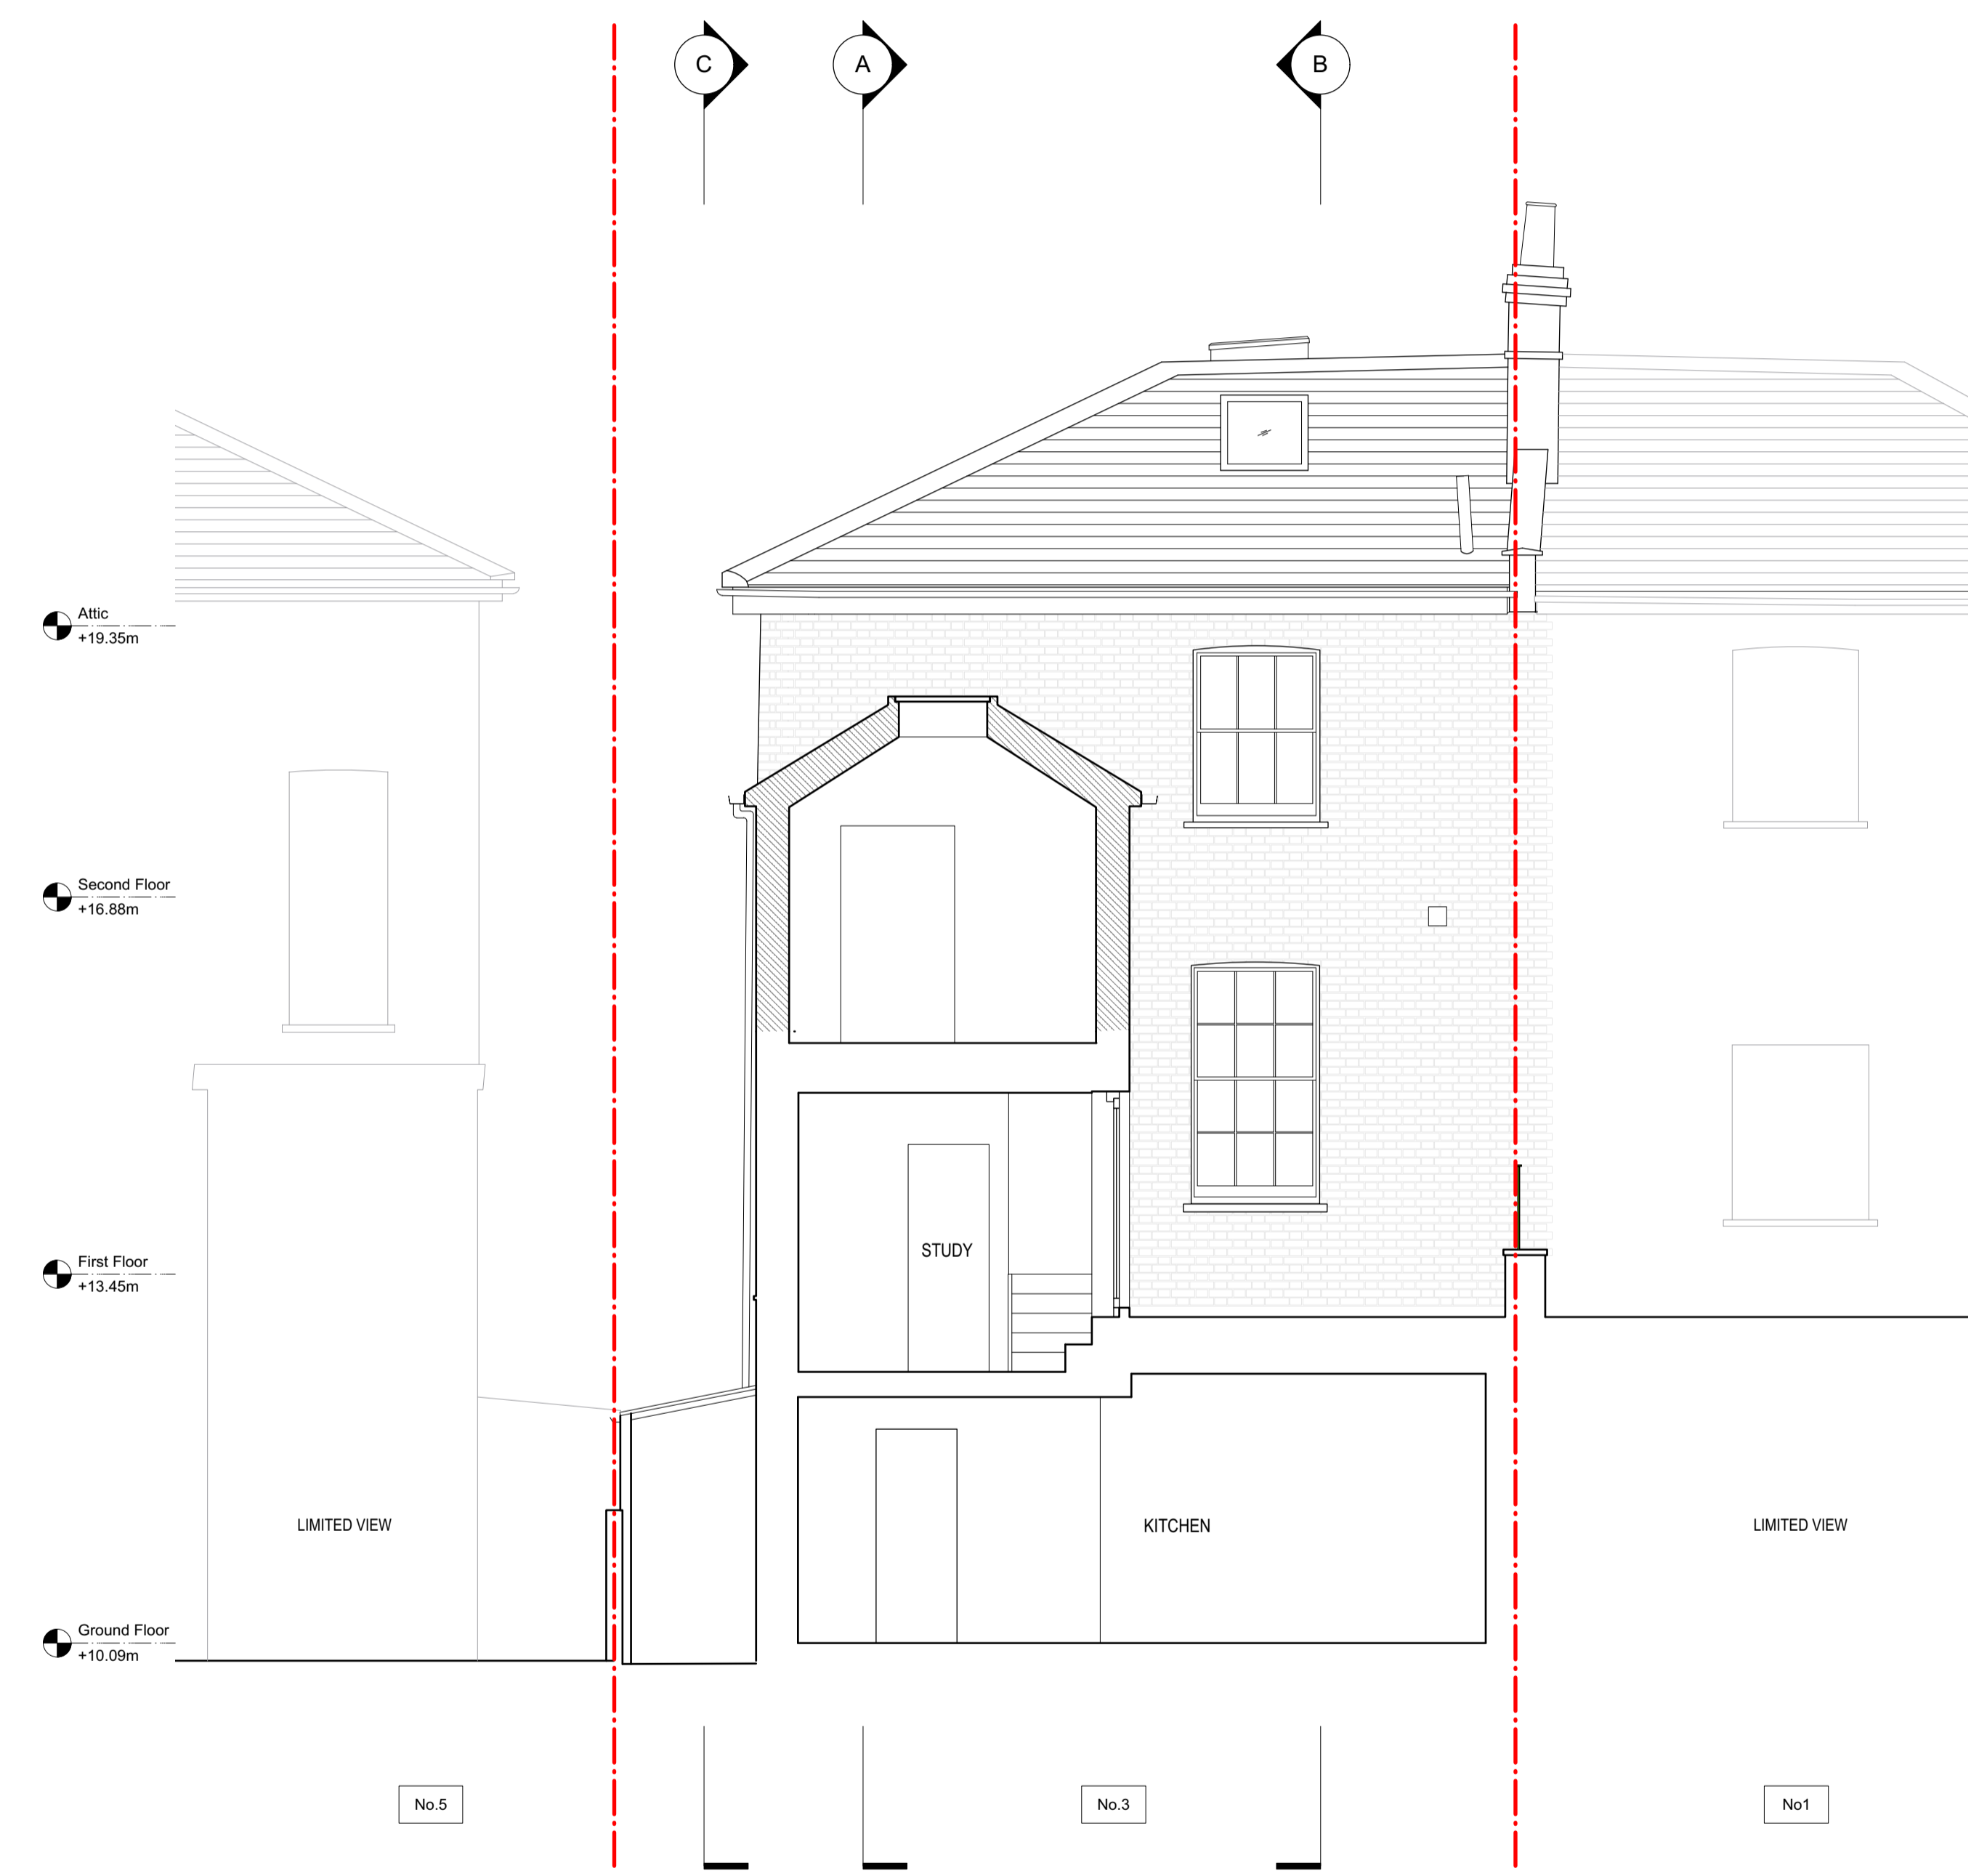 C
A
B
Attic
+19.35m
Second Floor
+16.88m
STUDY
First Floor
+13.45m
LIMITED VIEW
KITCHEN
LIMITED VIEW
Ground Floor
+10.09m
No.5
No.3
No1